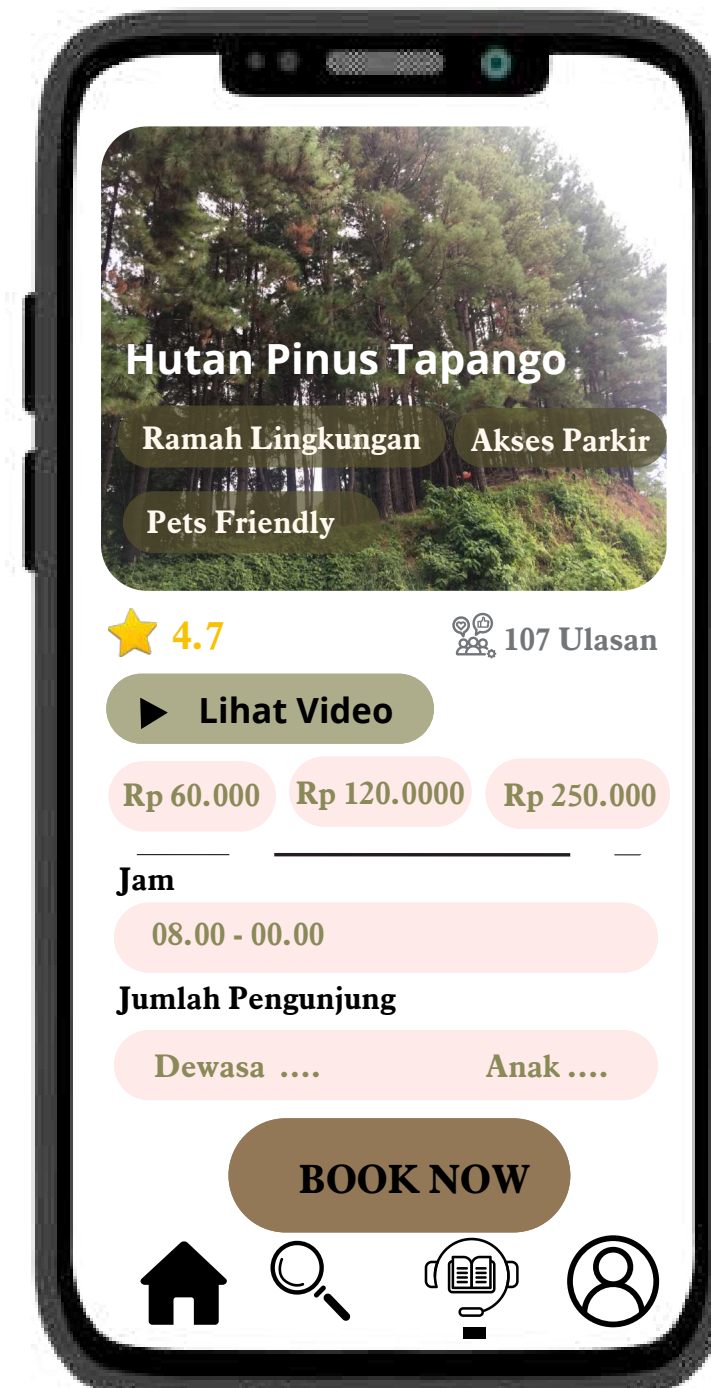 Hutan Pinus Tapango
Ramah Lingkungan
Akses Parkir
Pets Friendly
4.7
107 Ulasan
Lihat Video
Rp 60.000
Rp 120.0000
Rp 250.000
Jam
08.00 - 00.00
Jumlah Pengunjung
Dewasa ....
Anak ....
BOOK NOW